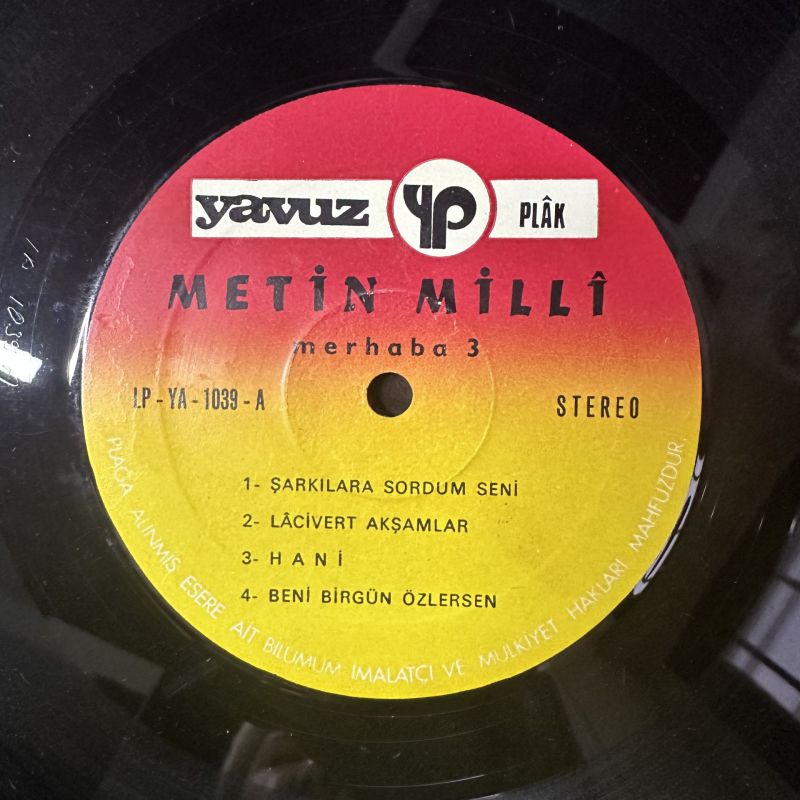 yavuz YP PLÂK
METİN MİLLÎ
merhaba 3
LP - YA - 1039 - A
STEREO
1- ŞARKILARA SORDUM SENİ
2- LÂCİVERT AKŞAMLAR
3- H A N İ
4- BENİ BİRGÜN ÖZLERSEN
PLAĞA ALINMIŞ ESERE AİT BİLUMUM İMALATÇI VE MÜLKİYET HAKLARI MAHFUZDUR.